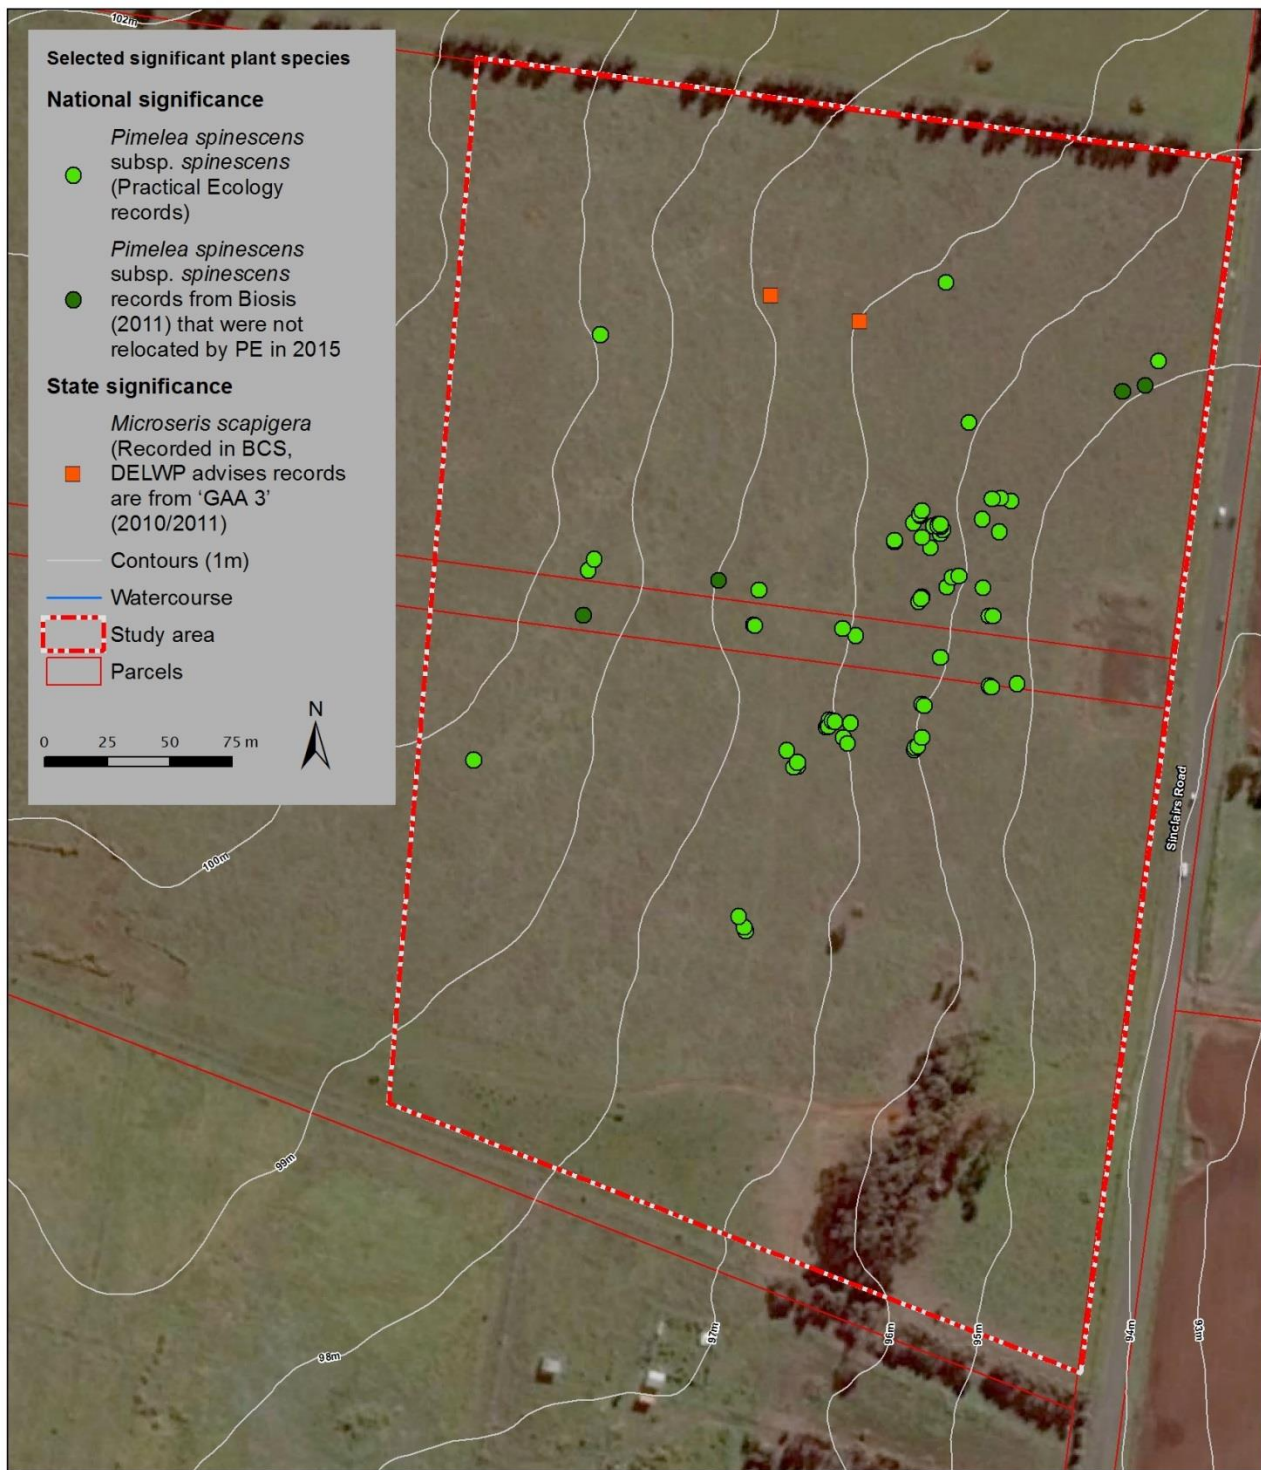 102m
Selected significant plant species
National significance
Pimelea spinescens
subsp. spinescens
(Practical Ecology
records)
Pimelea spinescens
subsp. spinescens
records from Biosis
(2011) that were not
relocated by PE in 2015
State significance
Microseris scapigera
(Recorded in BCS,
DELWP advises records
are from ‘GAA 3’
(2010/2011)
Contours (1m)
Watercourse
Study area
Parcels
N
0 25 50 75 m
Sinclairs Road
100m
99m
98m
97m
96m
95m
94m
93m